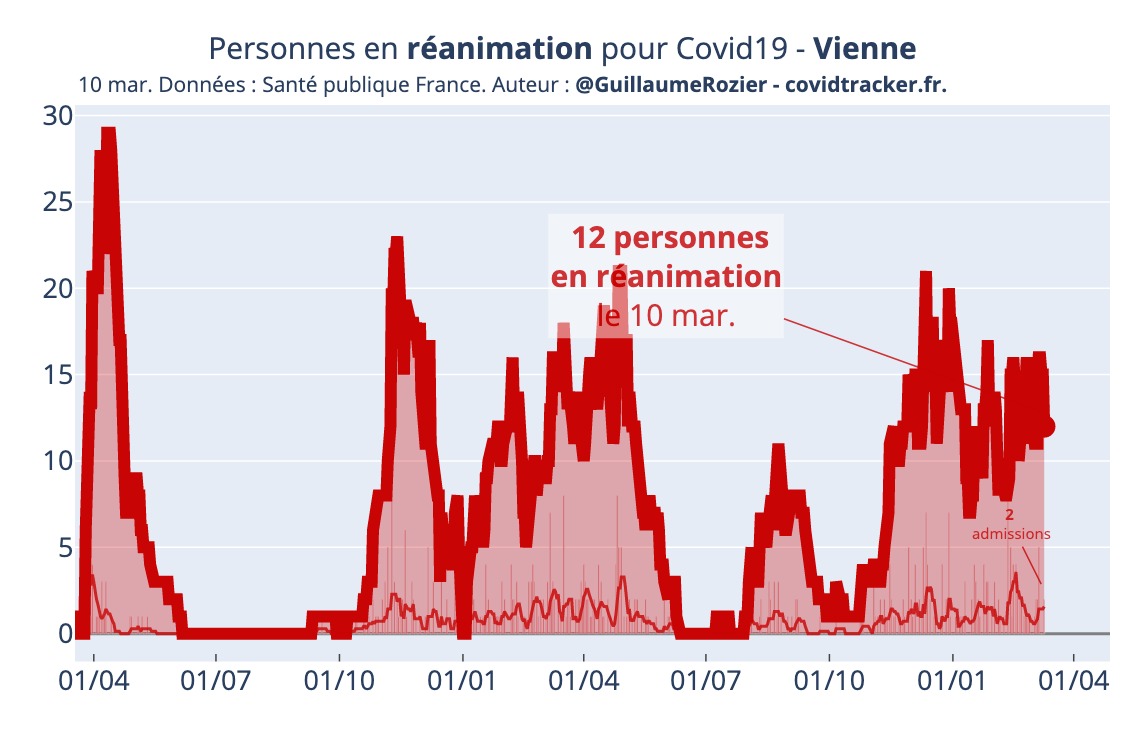 Personnes en réanimation pour Covid19 - Vienne
10 mar. Données : Santé publique France. Auteur : @GuillaumeRozier - covidtracker.fr.
30
25
20
15
10
5
0
12 personnes
en réanimation
le 10 mar.
2
admissions
01/04 01/07 01/10 01/01 01/04 01/07 01/10 01/01 01/04